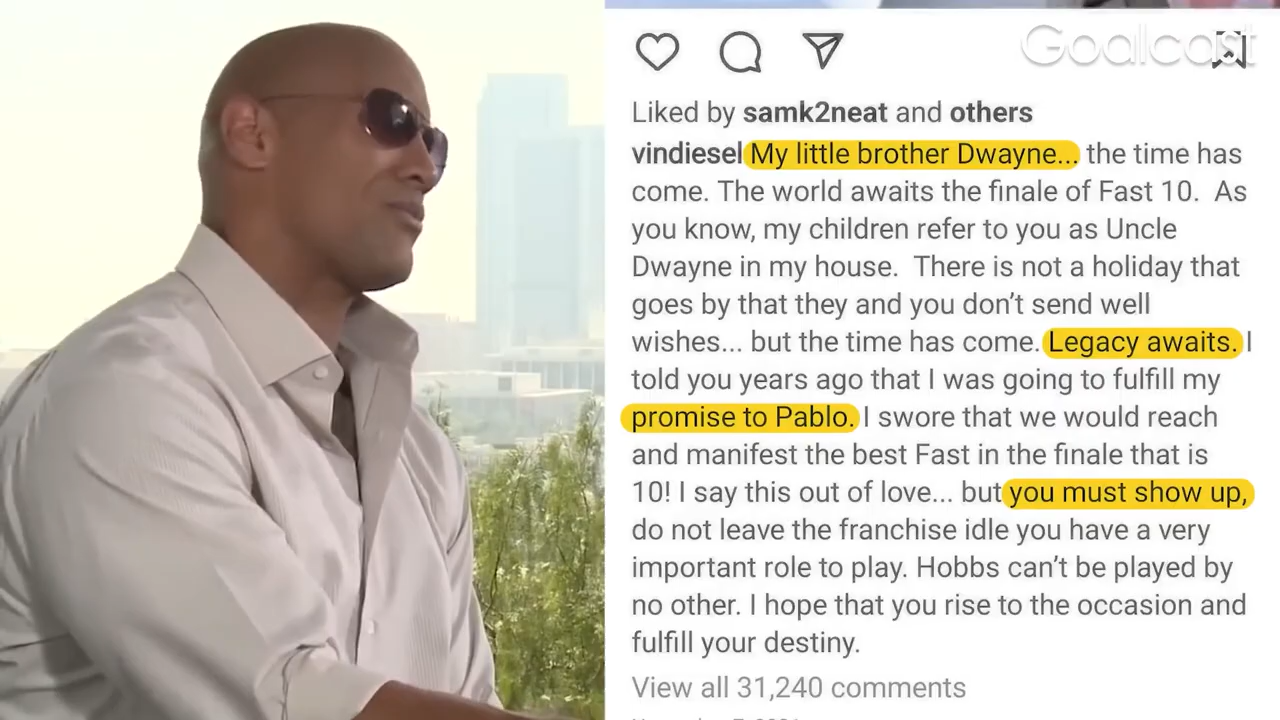 Goalcast
Liked by samk2neat and others
vindiesel My little brother Dwayne... the time has
come. The world awaits the finale of Fast 10. As
you know, my children refer to you as Uncle
Dwayne in my house. There is not a holiday that
goes by that they and you don’t send well
wishes... but the time has come. Legacy awaits. I
told you years ago that I was going to fulfill my
promise to Pablo. I swore that we would reach
and manifest the best Fast in the finale that is
10! I say this out of love... but you must show up,
do not leave the franchise idle you have a very
important role to play. Hobbs can’t be played by
no other. I hope that you rise to the occasion and
fulfill your destiny.
View all 31,240 comments